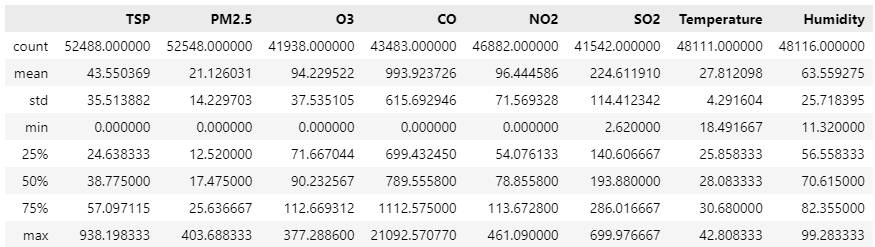 TSP PM2.5 O3 CO NO2 SO2 Temperature Humidity
count 52488.000000 52548.000000 41938.000000 43483.000000 46882.000000 41542.000000 48111.000000 48116.000000
mean 43.550369 21.126031 94.229522 993.923726 96.444586 224.611910 27.812098 63.559275
std 35.513882 14.229703 37.535105 615.692946 71.569328 114.412342 4.291604 25.718395
min 0.000000 0.000000 0.000000 0.000000 0.000000 2.620000 18.491667 11.320000
25% 24.638333 12.520000 71.667044 699.432450 54.076133 140.606667 25.858333 56.558333
50% 38.775000 17.475000 90.232567 789.555800 78.855800 193.880000 28.083333 70.615000
75% 57.097115 25.636667 112.669312 1112.575000 113.672800 286.016667 30.680000 82.355000
max 938.198333 403.688333 377.288600 21092.570770 461.090000 699.976667 42.808333 99.283333